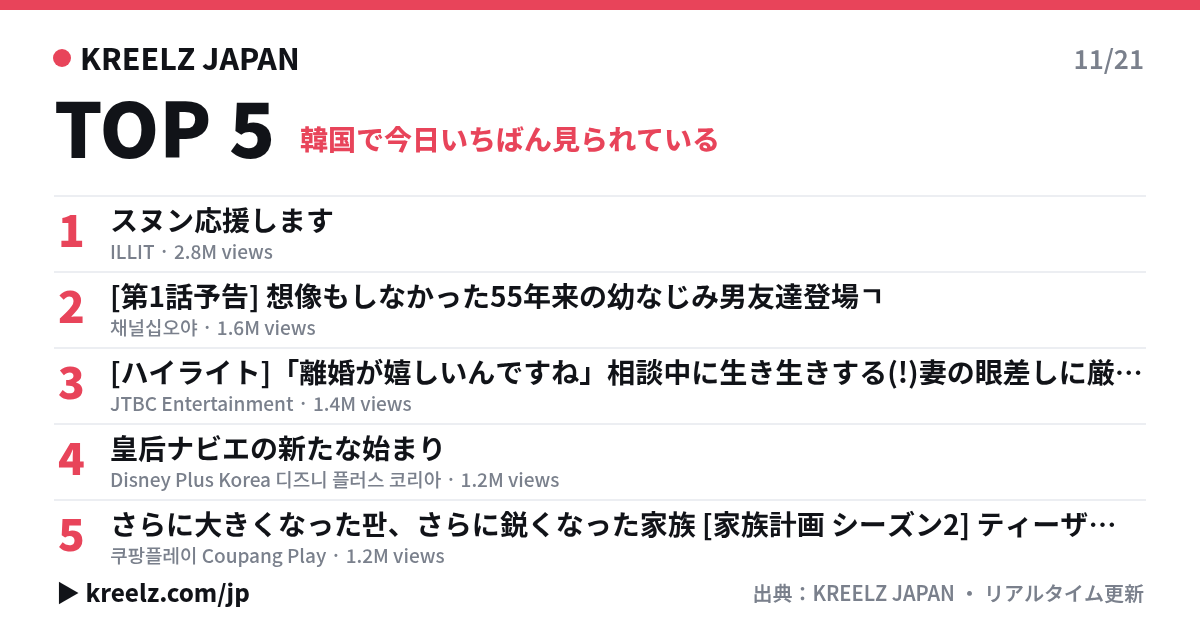 KREELZ JAPAN
11/21
TOP 5 韓国で今日いちばん見られている
1 スヌン応援します
ILLIT · 2.8M views
2 [第1話予告] 想像もしなかった55年来の幼なじみ男友達登場ㄱ
채널십오야 · 1.6M views
3 [ハイライト]「離婚が嬉しいんですね」相談中に生き生きする(!)妻の眼差しに厳…
JTBC Entertainment · 1.4M views
4 皇后ナビエの新たな始まり
Disney Plus Korea 디즈니 플러스 코리아 · 1.2M views
5 さらに大きくなった판、さらに鋭くなった家族 [家族計画 シーズン2] ティーザ…
쿠팡플레이 Coupang Play · 1.2M views
▶ kreelz.com/jp
出典：KREELZ JAPAN ・ リアルタイム更新